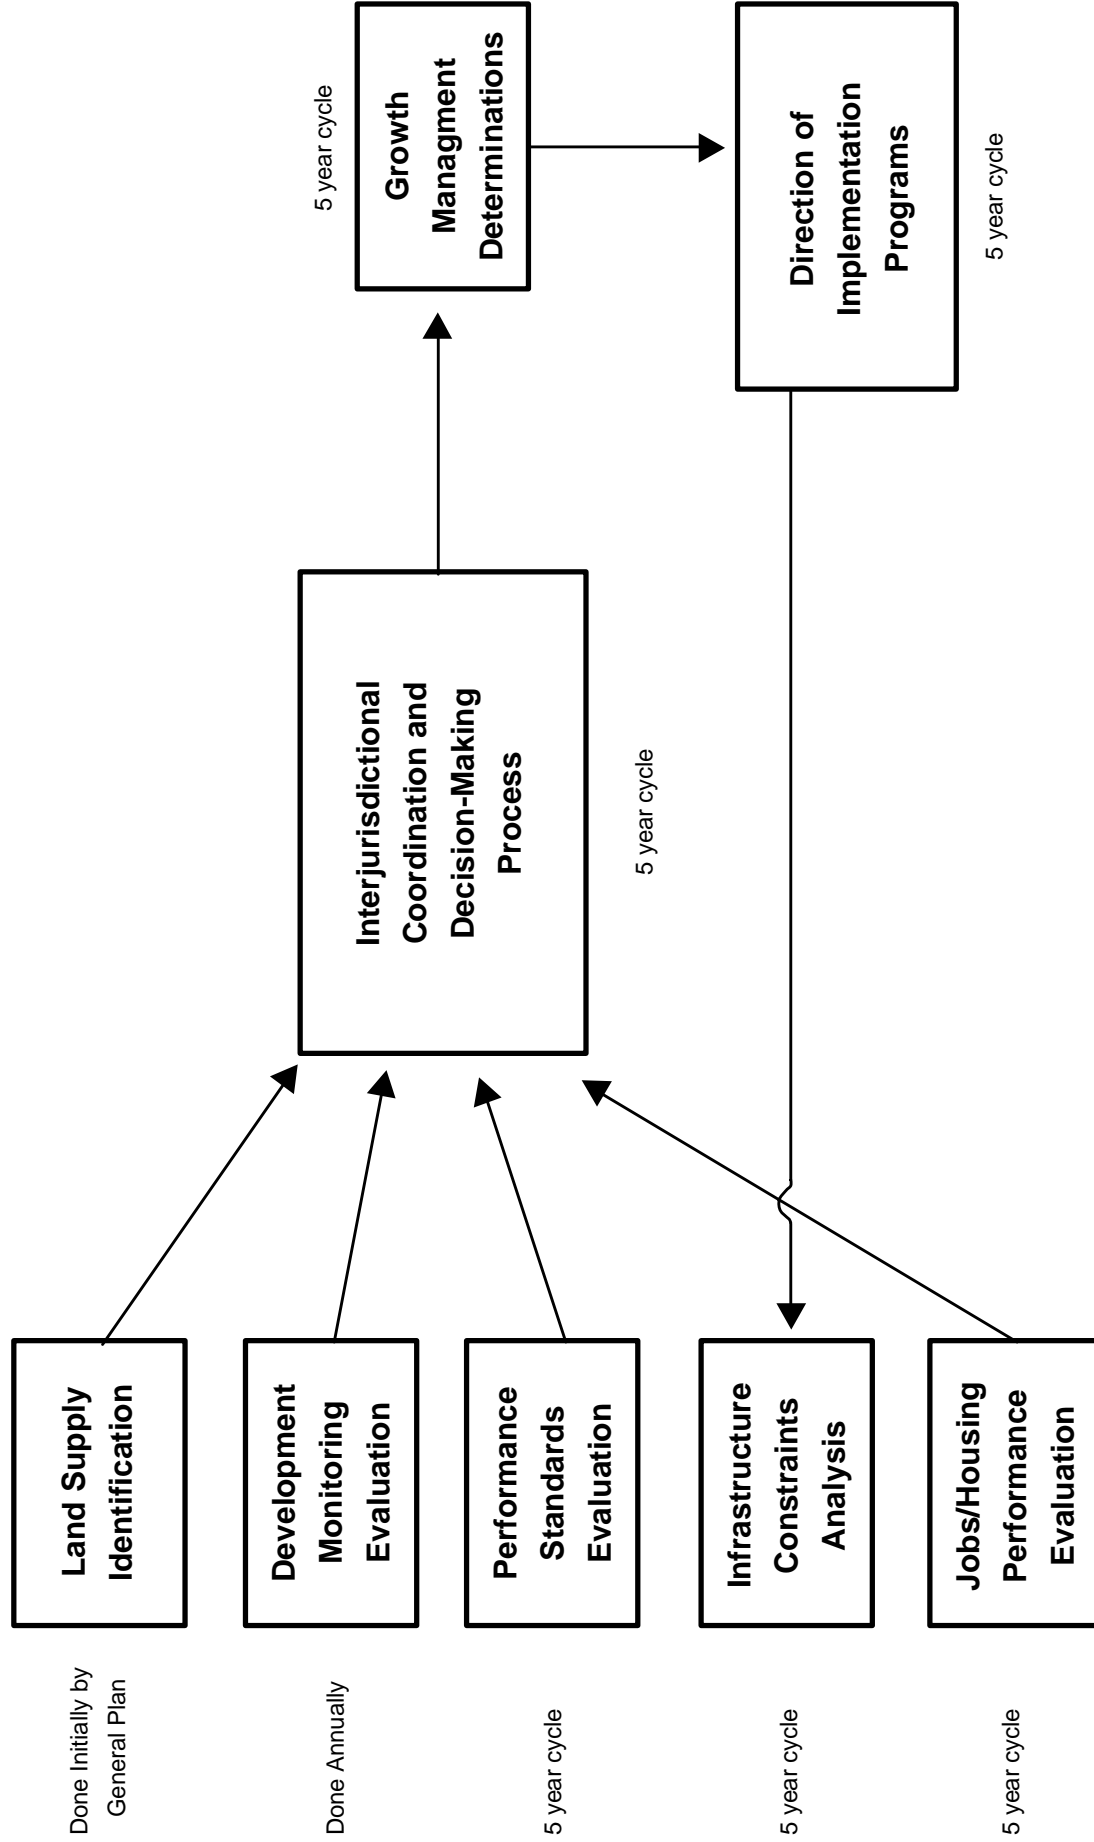 Done Initially by
General Plan
Land Supply
Identification
Done Annually
Development
Monitoring
Evaluation
5 year cycle
Performance
Standards
Evaluation
5 year cycle
Infrastructure
Constraints
Analysis
5 year cycle
Jobs/Housing
Performance
Evaluation
Interjurisdictional
Coordination and
Decision-Making
Process
5 year cycle
5 year cycle
Growth
Managment
Determinations
Direction of
Implementation
Programs
5 year cycle